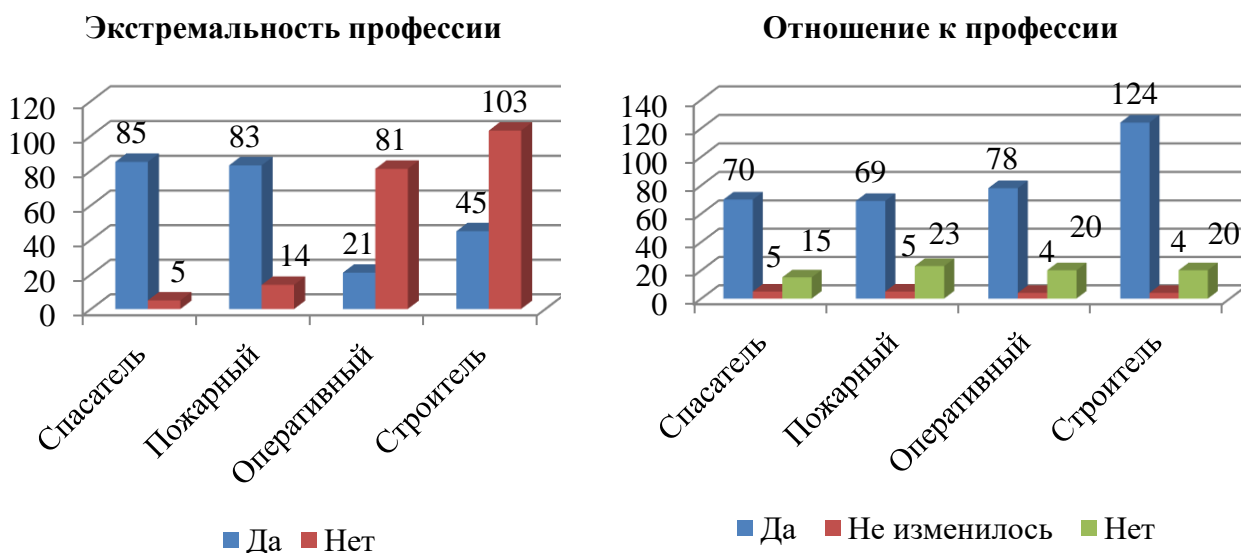 Экстремальность профессии
120
100
80
60
40
20
0
85
5
83
14
21
81
45
103
Спасатель
Пожарный
Оперативный
Строитель
Да Нет
Отношение к профессии
140
120
100
80
60
40
20
0
70
5
15
69
5
23
78
4
20
124
4
20
Спасатель
Пожарный
Оперативный
Строитель
Да Не изменилось Нет